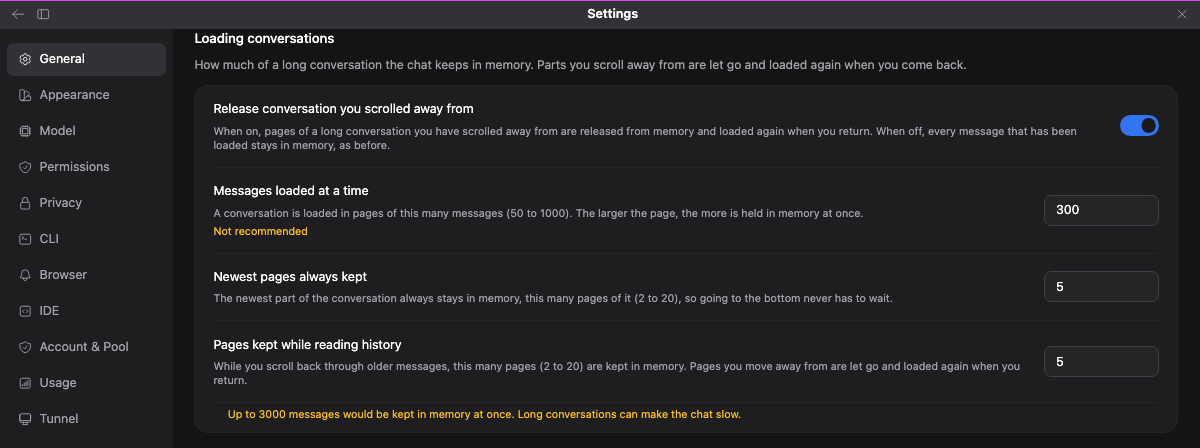 Settings
General
Appearance
Model
Permissions
Privacy
CLI
Browser
IDE
Account & Pool
Usage
Tunnel
Loading conversations
How much of a long conversation the chat keeps in memory. Parts you scroll away from are let go and loaded again when you come back.
Release conversation you scrolled away from
When on, pages of a long conversation you have scrolled away from are released from memory and loaded again when you return. When off, every message that has been
loaded stays in memory, as before.
Messages loaded at a time
A conversation is loaded in pages of this many messages (50 to 1000). The larger the page, the more is held in memory at once.
Not recommended
300
Newest pages always kept
The newest part of the conversation always stays in memory, this many pages of it (2 to 20), so going to the bottom never has to wait.
5
Pages kept while reading history
While you scroll back through older messages, this many pages (2 to 20) are kept in memory. Pages you move away from are let go and loaded again when you
return.
5
Up to 3000 messages would be kept in memory at once. Long conversations can make the chat slow.